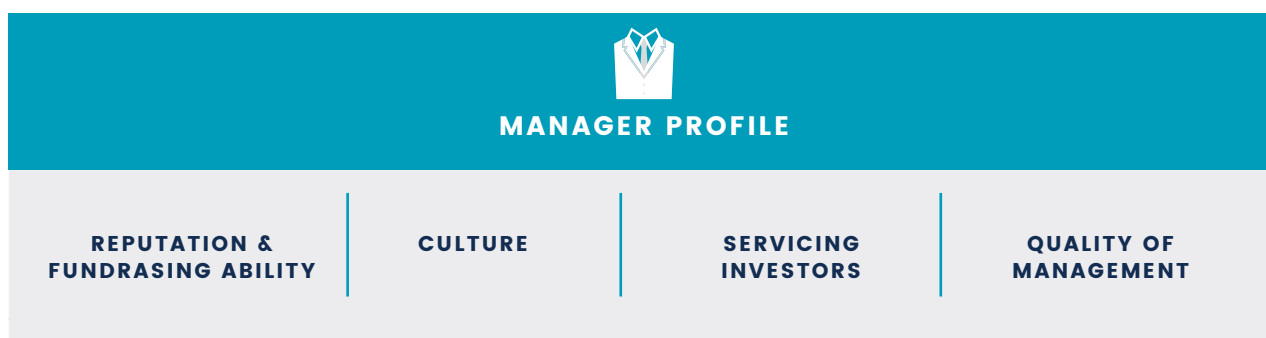 MANAGER PROFILE
REPUTATION &
FUNDRASING ABILITY
CULTURE
SERVICING
INVESTORS
QUALITY OF
MANAGEMENT